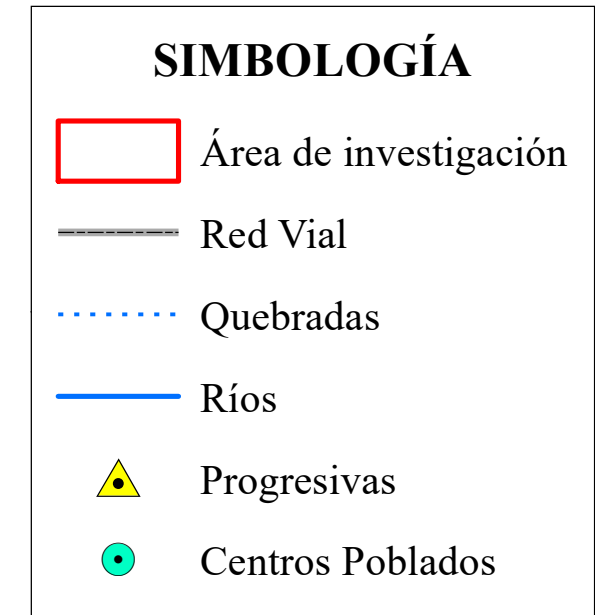 SIMBOLOGÍA
Área de investigación
Red Vial
Quebradas
Ríos
Progresivas
Centros Poblados